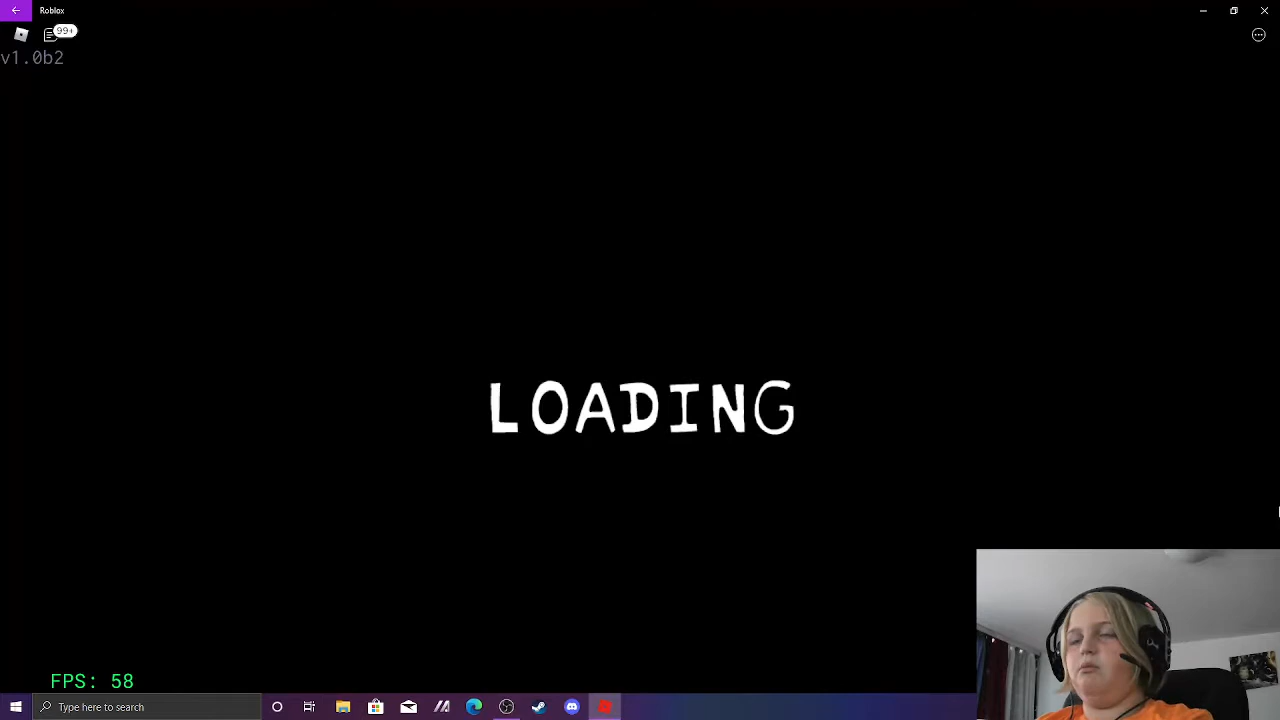 Roblox
99+
v1.0b2
LOADING
FPS: 58
Type here to search